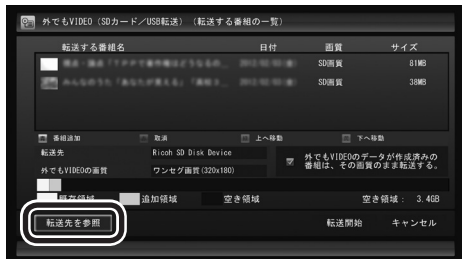 外でもVIDEO（SDカード／USB転送）（転送する番組の一覧）
転送する番組名 日付 画質 サイズ
SD画質 81MB
SD画質 38MB
番組追加 取消 上へ移動 下へ移動
転送先 Ricoh SD Disk Device
外でもVIDEOのデータが作成済みの
番組は、その画質のまま転送する。
外でもVIDEOの画質 ワンセグ画質(320x180)
既存領域 追加領域 空き領域 空き領域： 3.4GB
転送先を参照 転送開始 キャンセル